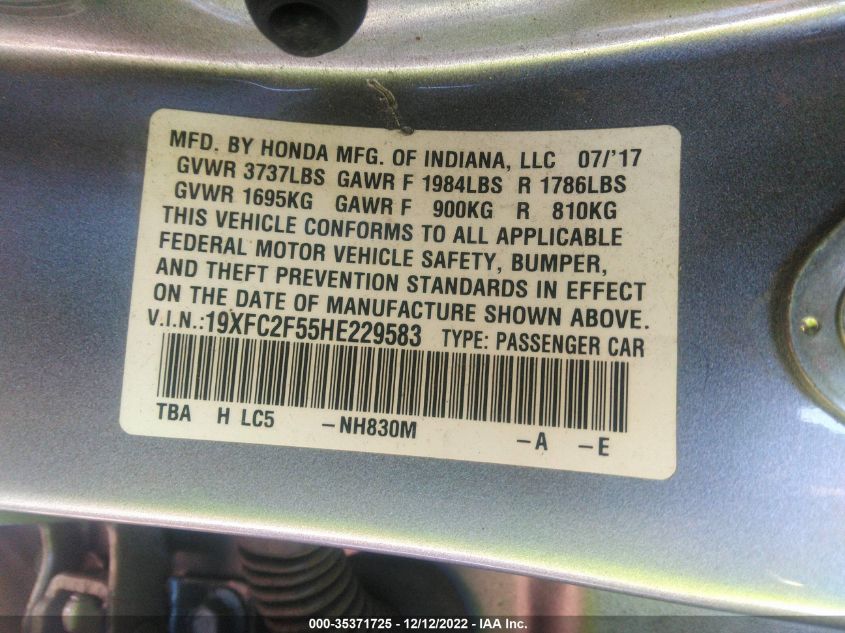 MFD. BY HONDA MFG. OF INDIANA, LLC 07/'17
GVWR 3737LBS GAWR F 1984LBS R 1786LBS
GVWR 1695KG GAWR F 900KG R 810KG
THIS VEHICLE CONFORMS TO ALL APPLICABLE
FEDERAL MOTOR VEHICLE SAFETY, BUMPER,
AND THEFT PREVENTION STANDARDS IN EFFECT
ON THE DATE OF MANUFACTURE SHOWN ABOVE.
V.I.N.:19XFC2F55HE229583 TYPE: PASSENGER CAR
TBA H LC5 -NH830M -A -E
000-35371725 - 12/12/2022 - IAA Inc.